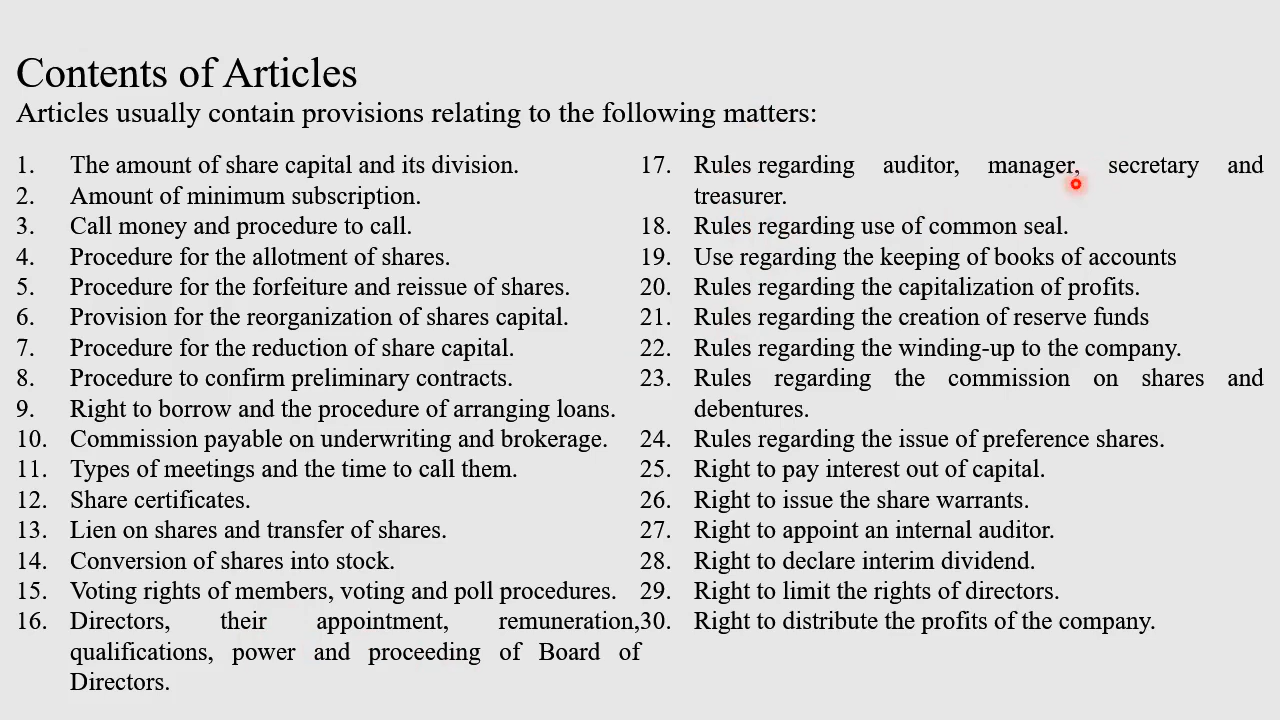 Contents of Articles
Articles usually contain provisions relating to the following matters:
1. The amount of share capital and its division.
2. Amount of minimum subscription.
3. Call money and procedure to call.
4. Procedure for the allotment of shares.
5. Procedure for the forfeiture and reissue of shares.
6. Provision for the reorganization of shares capital.
7. Procedure for the reduction of share capital.
8. Procedure to confirm preliminary contracts.
9. Right to borrow and the procedure of arranging loans.
10. Commission payable on underwriting and brokerage.
11. Types of meetings and the time to call them.
12. Share certificates.
13. Lien on shares and transfer of shares.
14. Conversion of shares into stock.
15. Voting rights of members, voting and poll procedures.
16. Directors, their appointment, remuneration,
qualifications, power and proceeding of Board of
Directors.
17. Rules regarding auditor, manager, secretary and
treasurer.
18. Rules regarding use of common seal.
19. Use regarding the keeping of books of accounts
20. Rules regarding the capitalization of profits.
21. Rules regarding the creation of reserve funds
22. Rules regarding the winding-up to the company.
23. Rules regarding the commission on shares and
debentures.
24. Rules regarding the issue of preference shares.
25. Right to pay interest out of capital.
26. Right to issue the share warrants.
27. Right to appoint an internal auditor.
28. Right to declare interim dividend.
29. Right to limit the rights of directors.
30. Right to distribute the profits of the company.